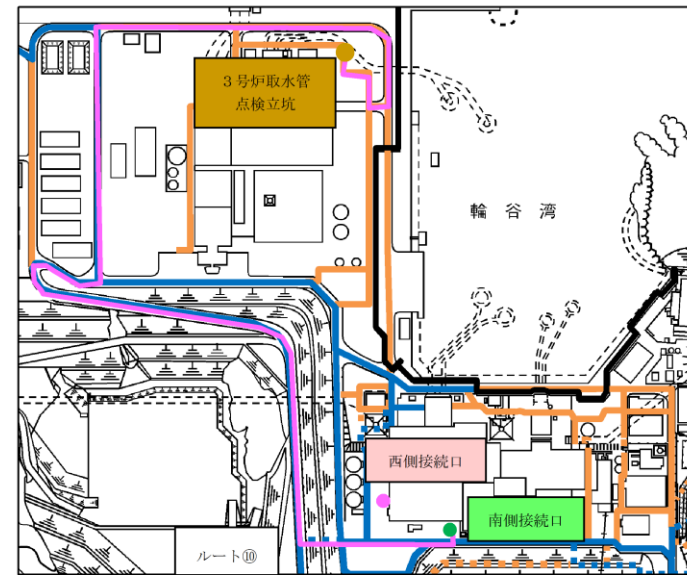 ３号炉取水管
点検立坑
輪谷湾
西側接続口
南側接続口
ルート⑩